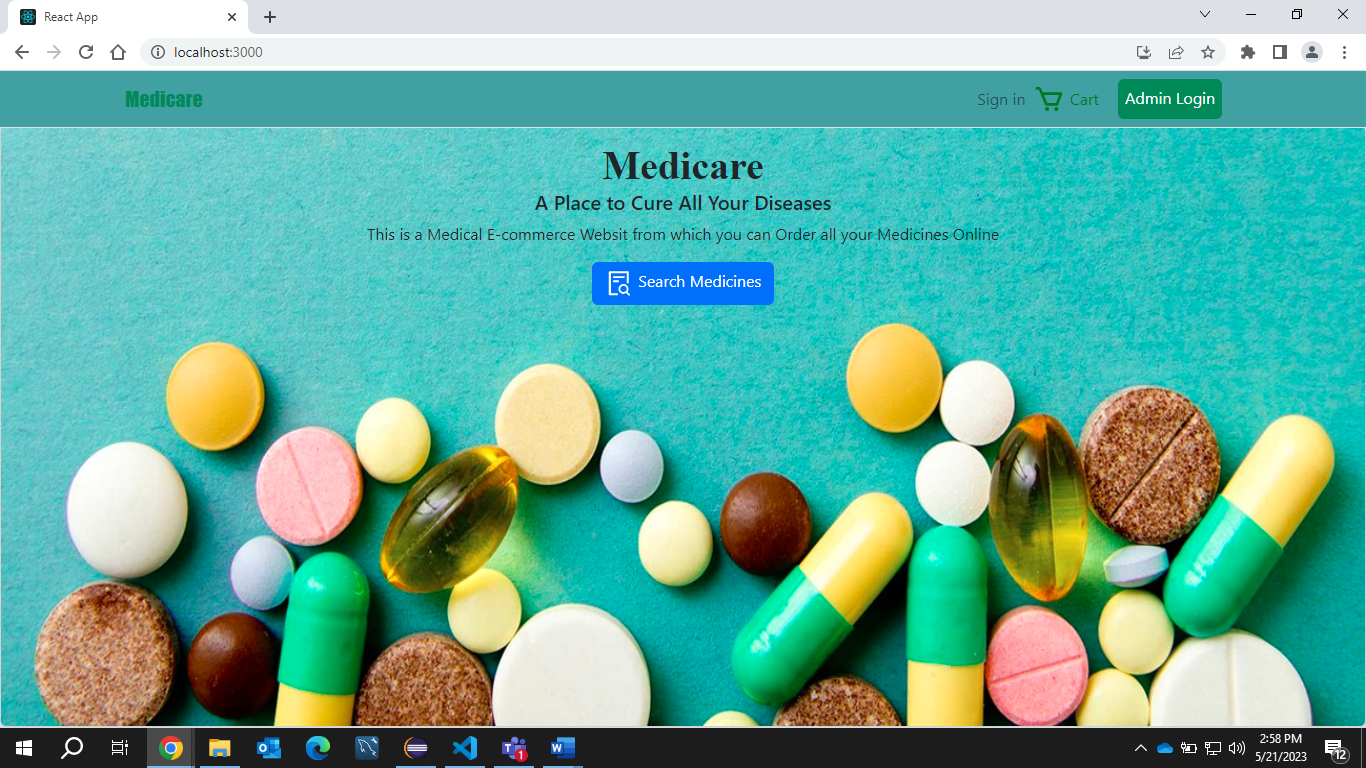 React App
localhost:3000
Medicare
Sign in Cart Admin Login
Medicare
A Place to Cure All Your Diseases
This is a Medical E-commerce Websit from which you can Order all your Medicines Online
Search Medicines
1
2:58 PM
5/21/2023
12